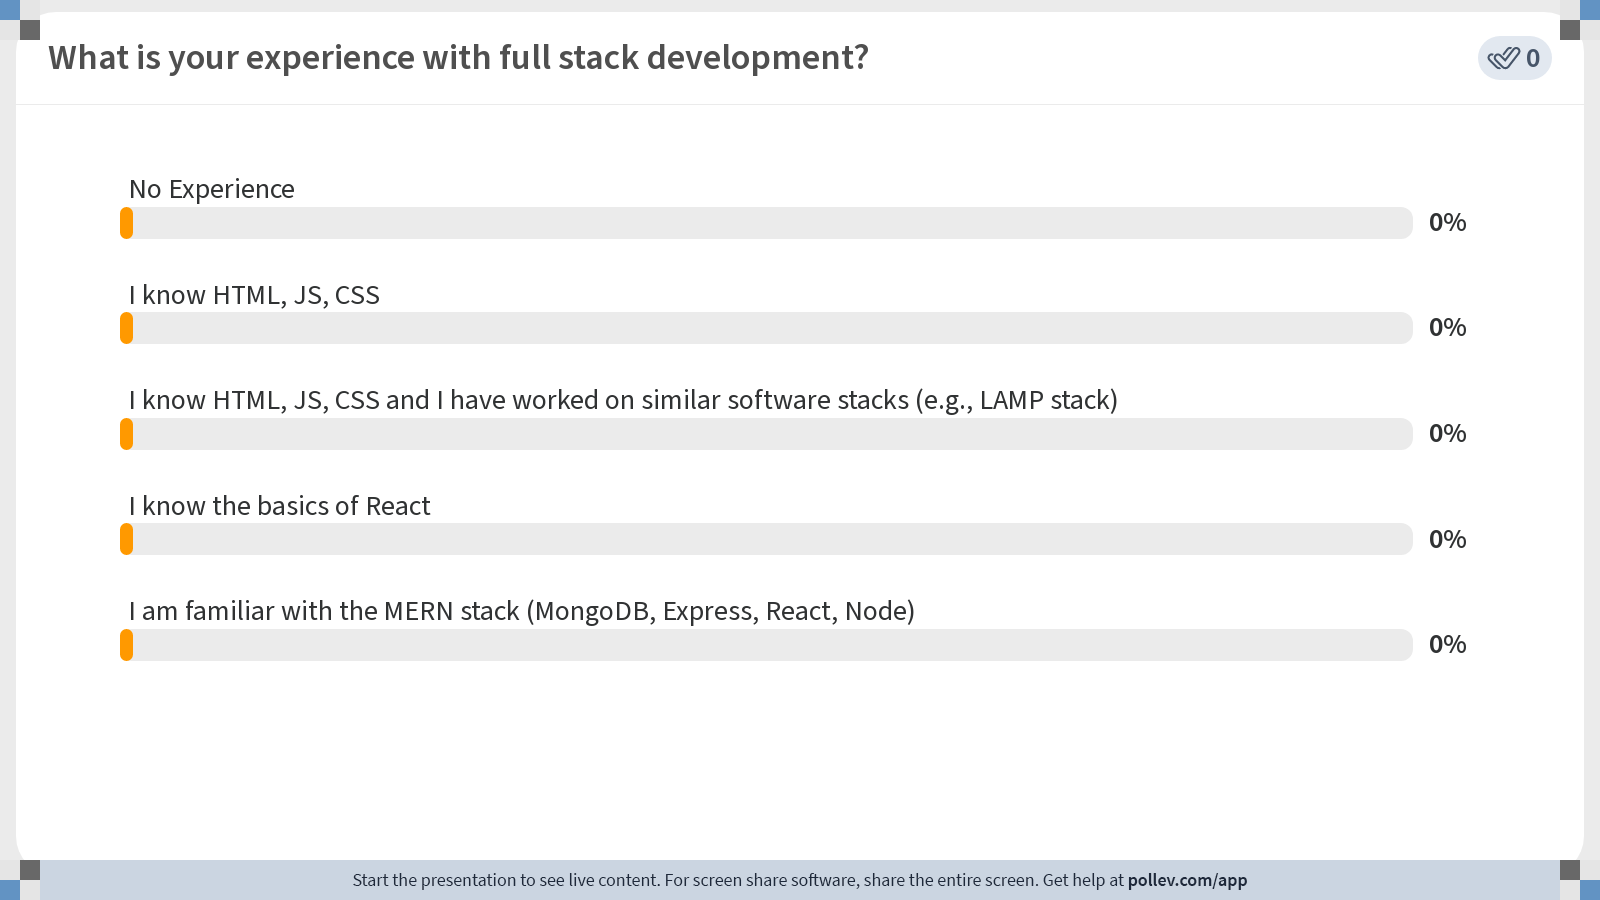 What is your experience with full stack development?
0
No Experience
0%
I know HTML, JS, CSS
0%
I know HTML, JS, CSS and I have worked on similar software stacks (e.g., LAMP stack)
0%
I know the basics of React
0%
I am familiar with the MERN stack (MongoDB, Express, React, Node)
0%
Start the presentation to see live content. For screen share software, share the entire screen. Get help at pollev.com/app